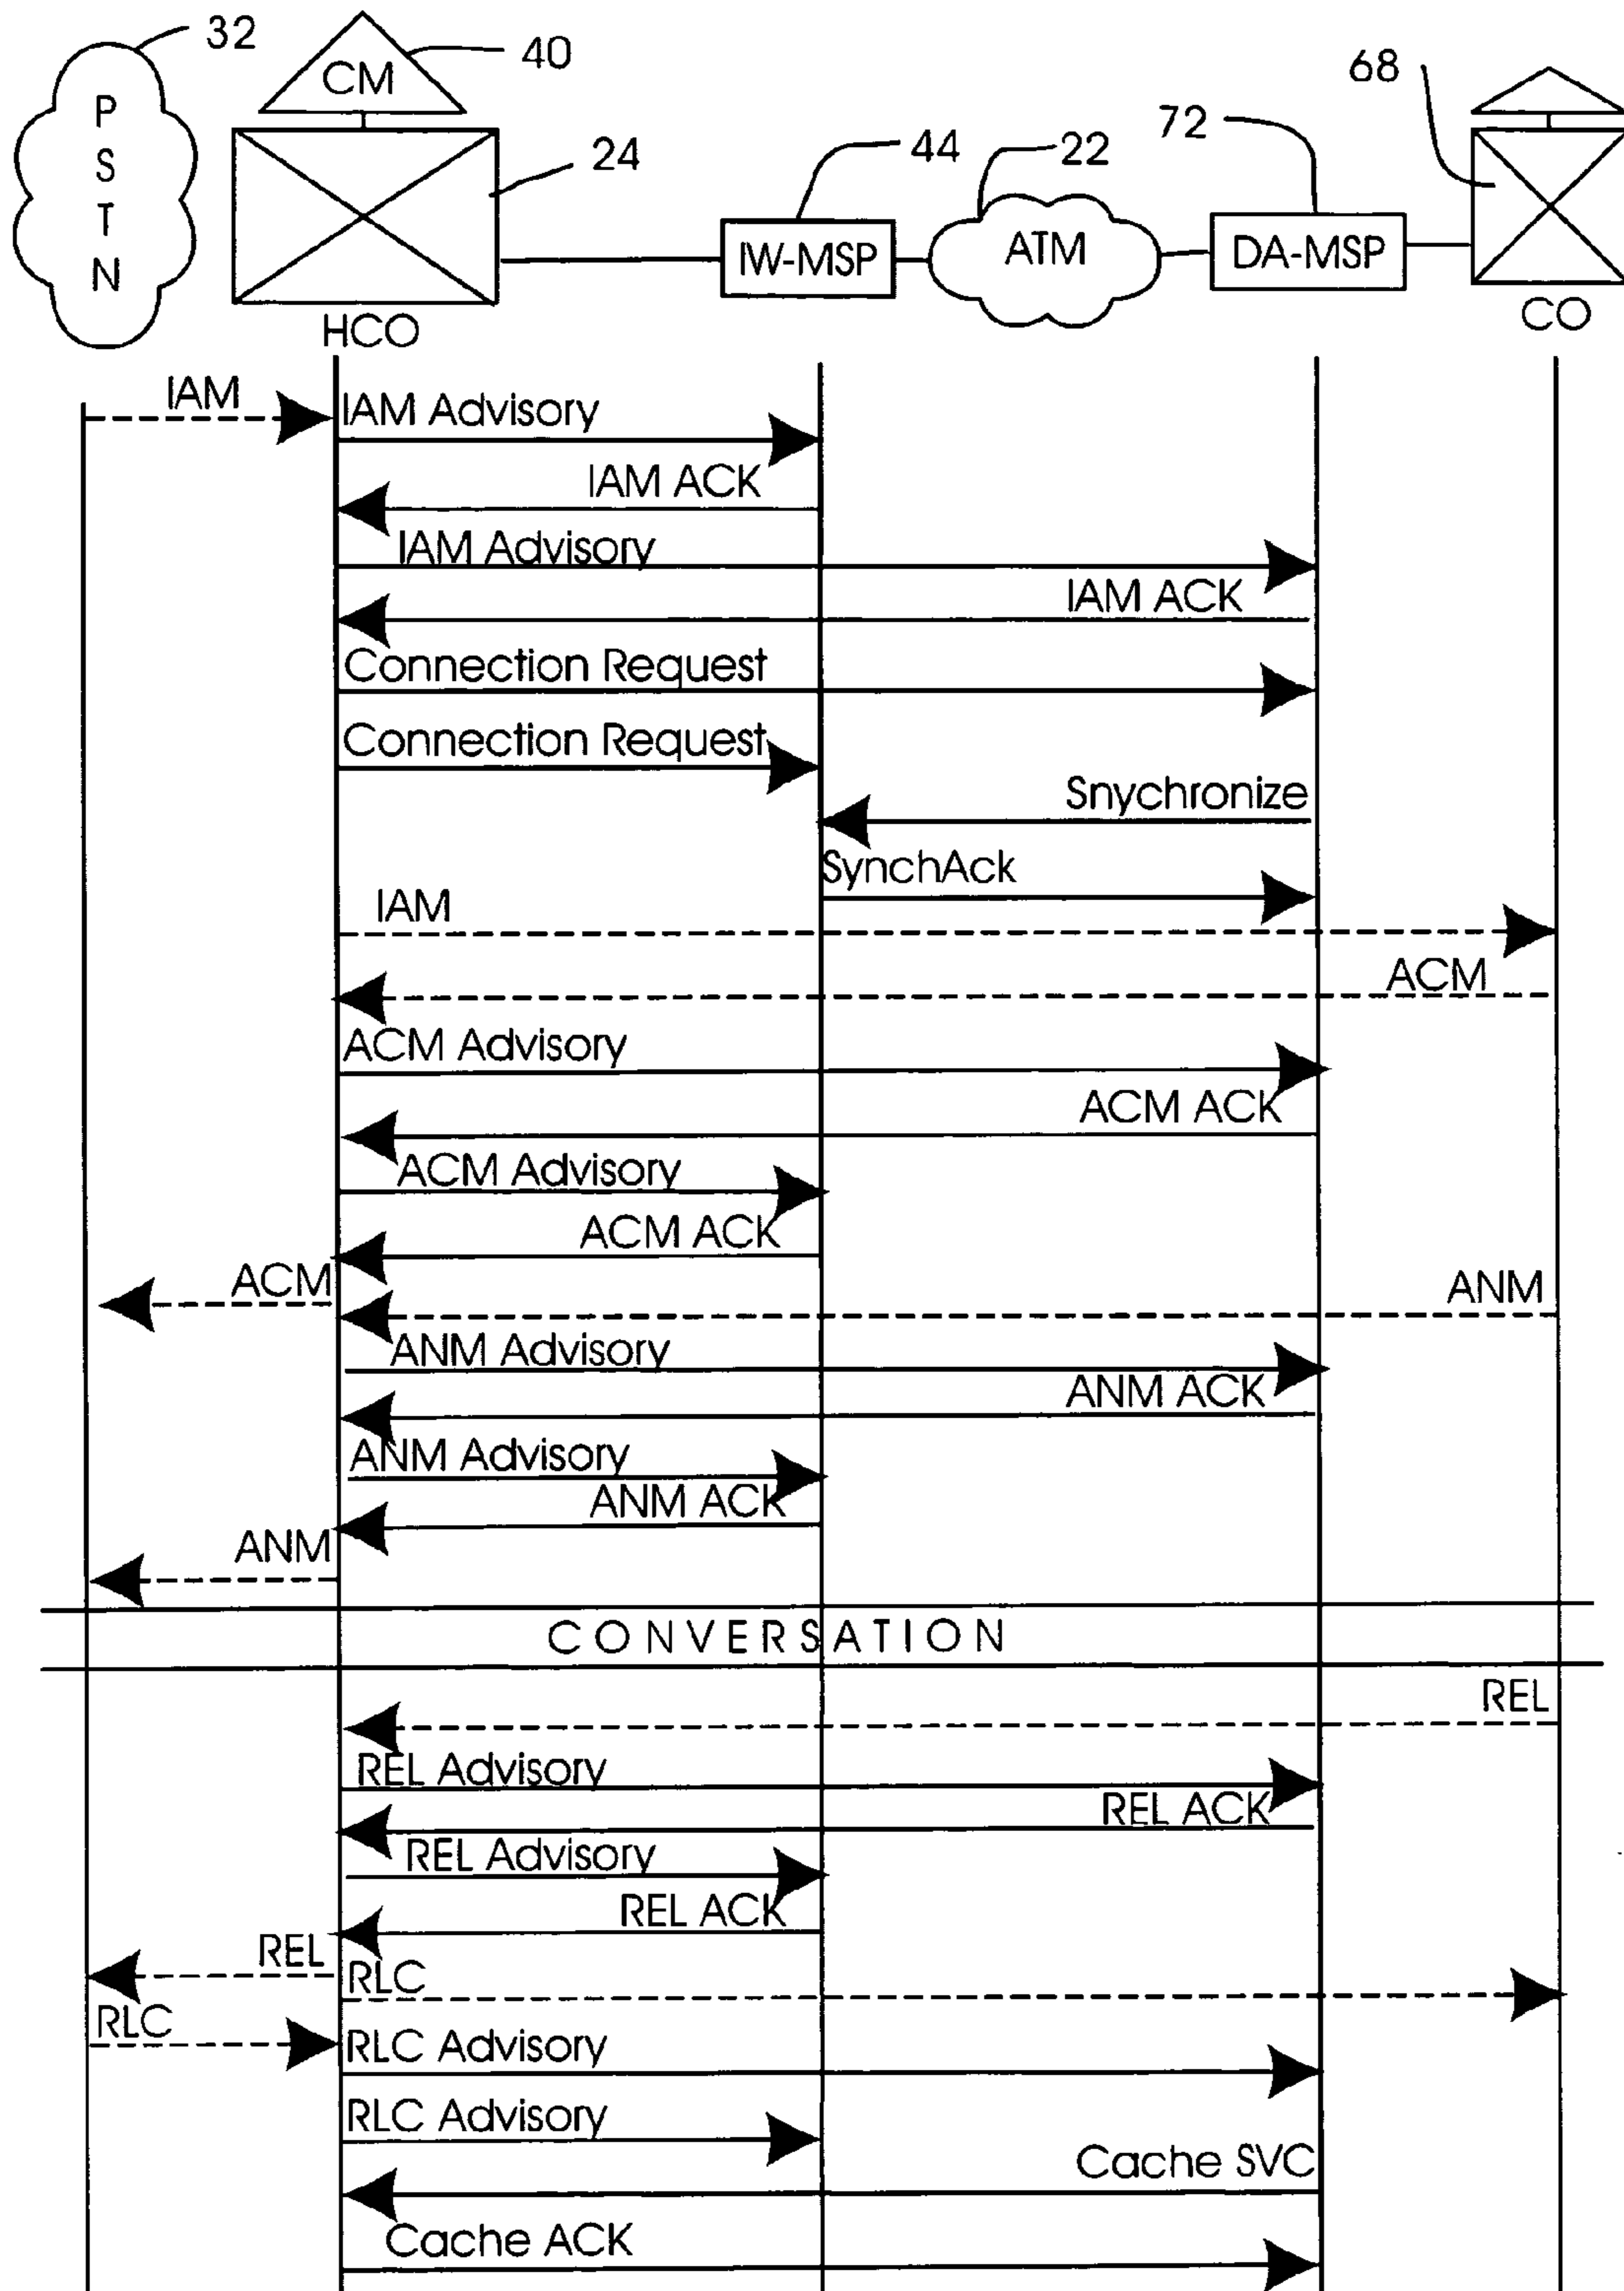 32
P
S
T
N
CM
40
24
HCO
44
IW-MSP
22
ATM
72
DA-MSP
68
CO
IAM
IAM Advisory
IAM ACK
IAM Advisory
IAM ACK
Connection Request
Connection Request
Snychronize
SynchAck
IAM
ACM
ACM Advisory
ACM ACK
ACM Advisory
ACM ACK
ACM
ANM
ANM Advisory
ANM ACK
ANM Advisory
ANM ACK
ANM
CONVERSATION
REL
REL Advisory
REL ACK
REL Advisory
REL ACK
REL
RLC
RLC
RLC Advisory
RLC Advisory
Cache SVC
Cache ACK